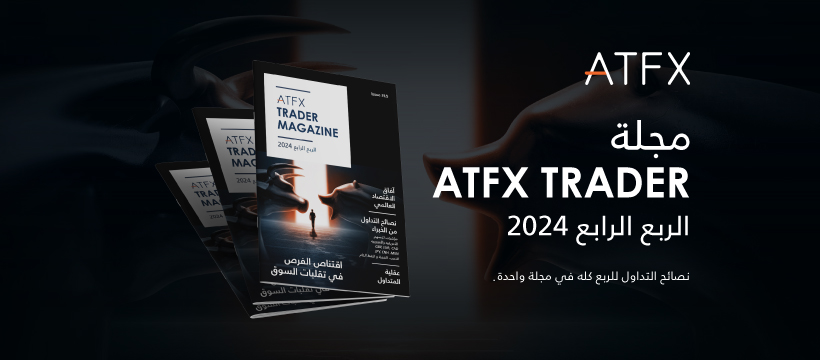 ATFX
مجلة
ATFX TRADER
الربع الرابع 2024
نصائح التداول للربع كله في مجلة واحدة.
ATFX
TRADER
MAGAZINE
الربع الرابع 2024
آفاق
الاقتصاد
العالمي
نصائح التداول
من الخبراء
عقلية
المتداول
اقتناص الفرص
في تقلبات السوق